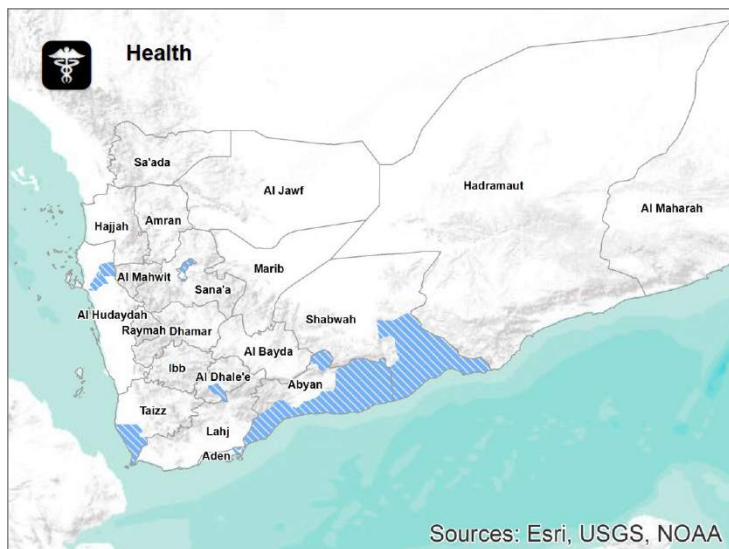 Health
Sa'ada
Al Jawf
Hadramaut
Al Maharah
Hajjah
Amran
Al Mahwit
Sana'a
Marib
Al Hudaydah
Raymah
Dhamar
Shabwah
Al Bayda
Ibb
Al Dhale'e
Abyan
Taizz
Lahj
Aden
Sources: Esri, USGS, NOAA